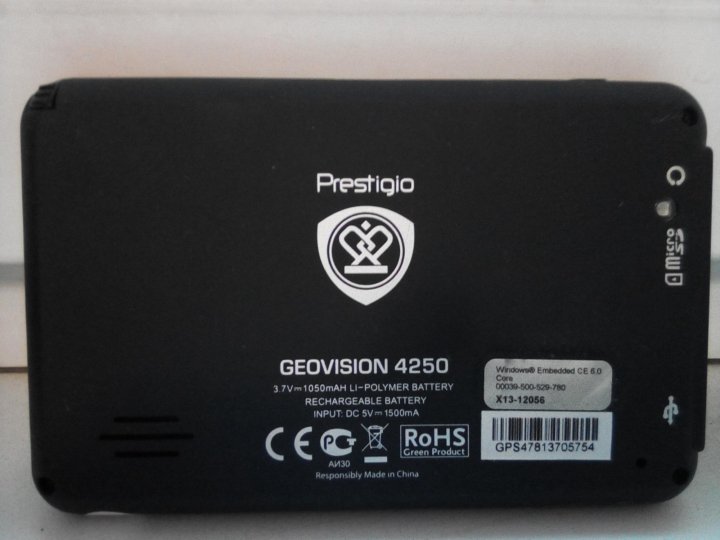 Prestigio
micro
SD
GEOVISION 4250
3.7V⎓1050mAH LI-POLYMER BATTERY
RECHARGEABLE BATTERY
INPUT: DC 5V⎓1500mA
CE PG RoHS
Green Product
АИ30
Responsibly Made in China
Windows® Embedded CE 6.0
Core
00039-500-529-780
X13-12056
GPS47813705754